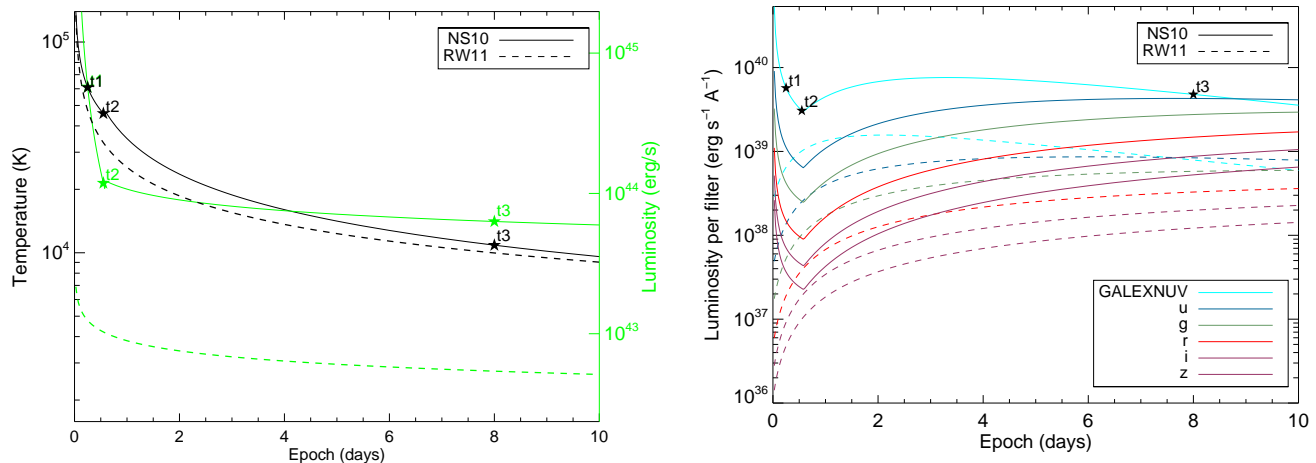 NS10
RW11
10^5
10^4
Temperature (K)
t1
t2
t2
t3
t3
10^45
10^44
10^43
Luminosity (erg/s)
0 2 4 6 8 10
Epoch (days)
NS10
RW11
10^40
10^39
10^38
10^37
10^36
Luminosity per filter (erg s^-1 A^-1)
t1
t2
t3
GALEXNUV
u
g
r
i
z
0 2 4 6 8 10
Epoch (days)